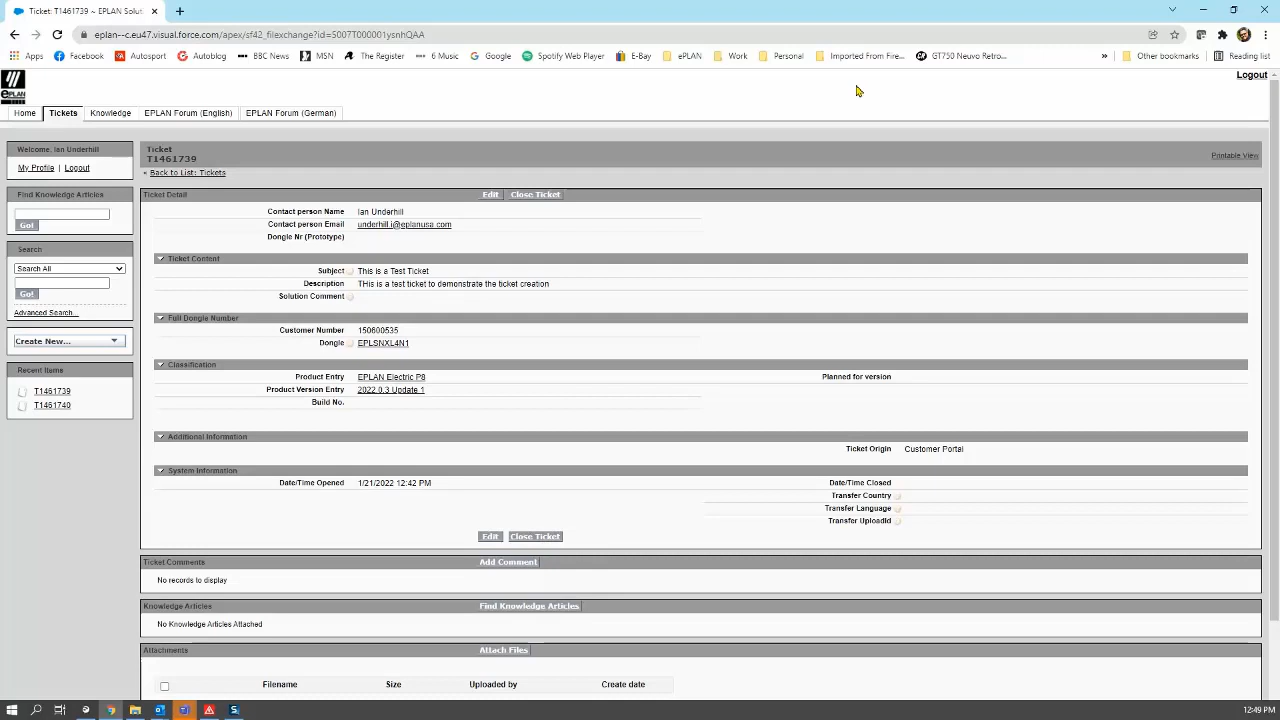 Ticket: T1461739 ~ EPLAN Solut
eplan--c.eu47.visual.force.com/apex/sf42_filexchange?id=5007T000001ysnhQAA
Apps Facebook Autosport Autoblog BBC News MSN The Register 6 Music Google Spotify Web Player E-Bay ePLAN Work Personal Imported From Fire... GT750 Neuvo Retro... » Other bookmarks Reading list
Logout
ePLAN
Home Tickets Knowledge EPLAN Forum (English) EPLAN Forum (German)
Welcome, Ian Underhill
My Profile | Logout
Find Knowledge Articles
Go!
Search
Search All
Go!
Advanced Search...
Create New...
Recent Items
T1461739
T1461740
Ticket
T1461739
Printable View
« Back to List: Tickets
Ticket Detail Edit Close Ticket
Contact person Name Ian Underhill
Contact person Email underhill.i@eplanusa.com
Dongle Nr (Prototype)
Ticket Content
Subject This is a Test Ticket
Description THis is a test ticket to demonstrate the ticket creation
Solution Comment
Full Dongle Number
Customer Number 150600535
Dongle EPLSNXL4N1
Classification
Product Entry EPLAN Electric P8 Planned for version
Product Version Entry 2022.0.3 Update 1
Build No.
Additional Information
Ticket Origin Customer Portal
System Information
Date/Time Opened 1/21/2022 12:42 PM Date/Time Closed
Transfer Country
Transfer Language
Transfer UploadId
Edit Close Ticket
Ticket Comments Add Comment
No records to display
Knowledge Articles Find Knowledge Articles
No Knowledge Articles Attached
Attachments Attach Files
Filename Size Uploaded by Create date
12:49 PM